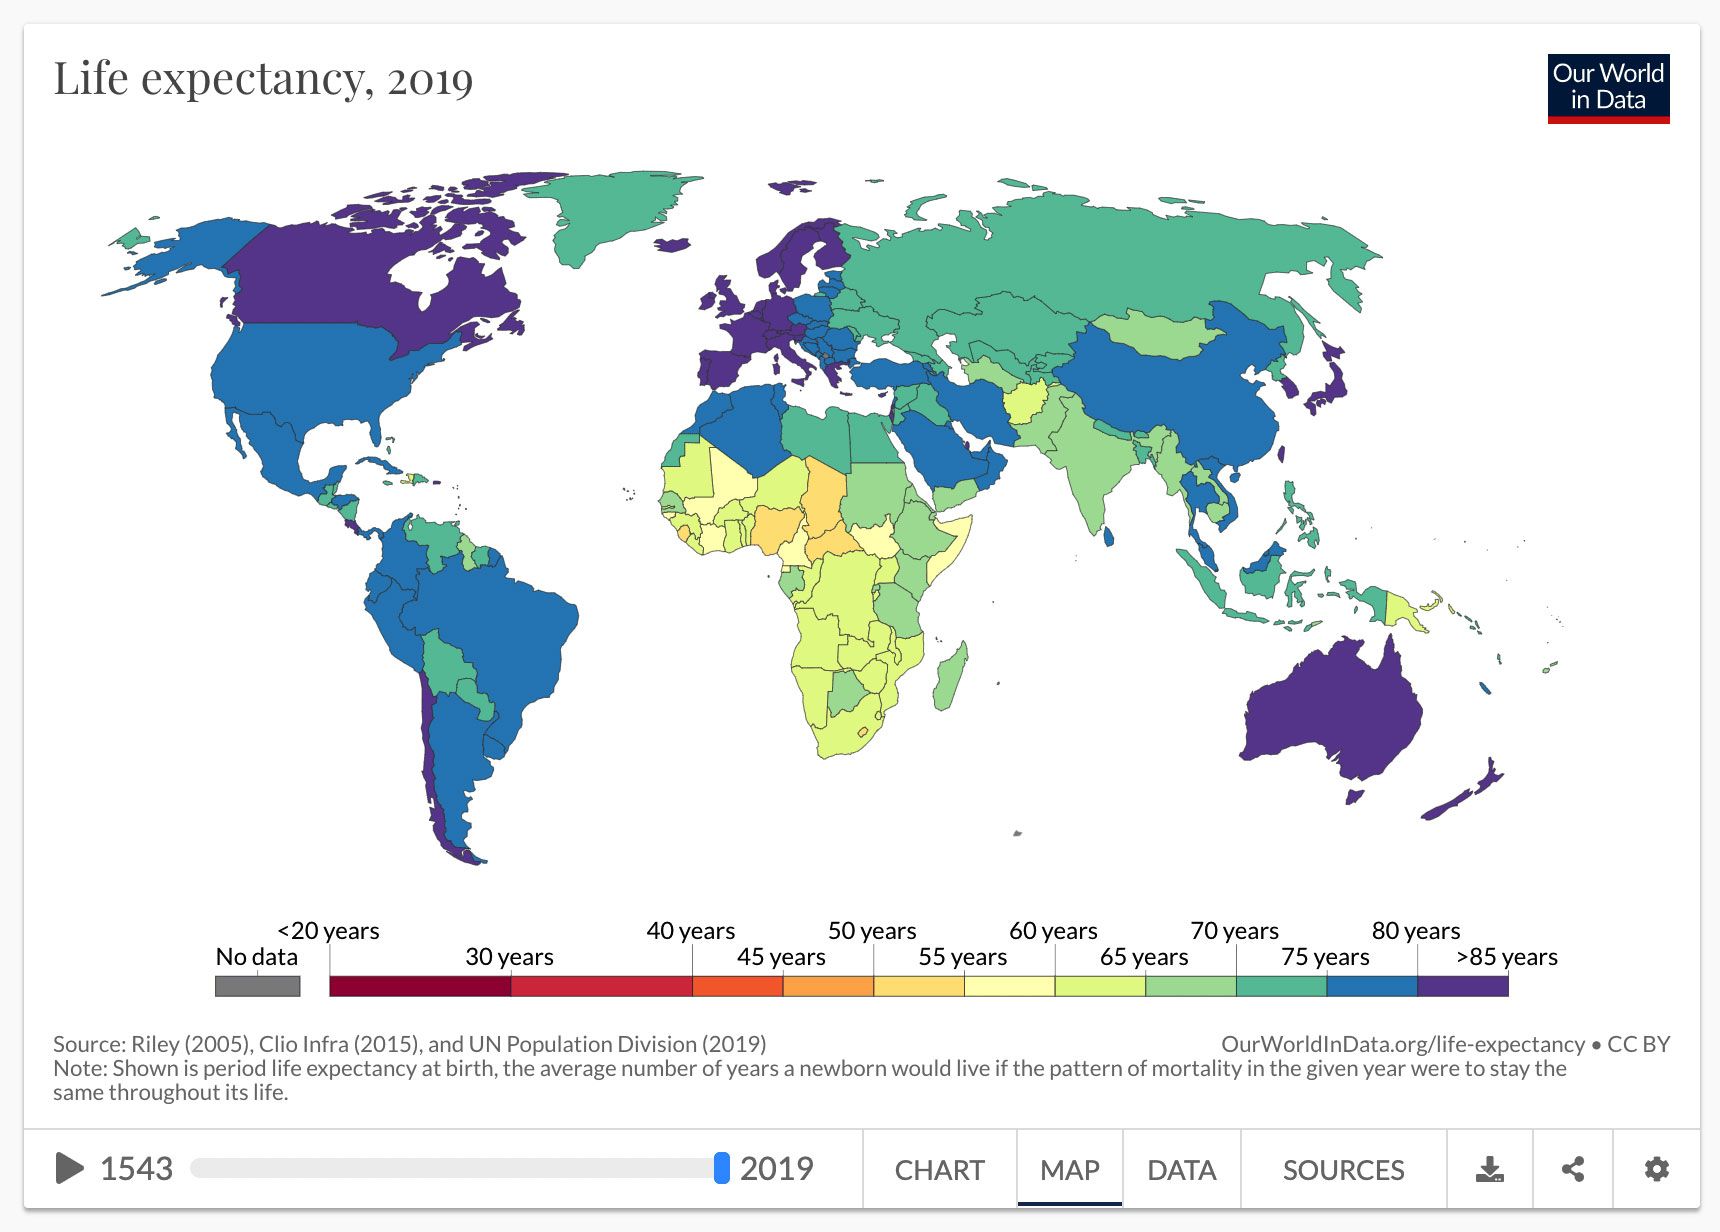 Life expectancy, 2019
Our World
in Data
<20 years
40 years
50 years
60 years
70 years
80 years
No data
30 years
45 years
55 years
65 years
75 years
>85 years
Source: Riley (2005), Clio Infra (2015), and UN Population Division (2019)
OurWorldInData.org/life-expectancy • CC BY
Note: Shown is period life expectancy at birth, the average number of years a newborn would live if the pattern of mortality in the given year were to stay the
same throughout its life.
1543
2019
CHART
MAP
DATA
SOURCES